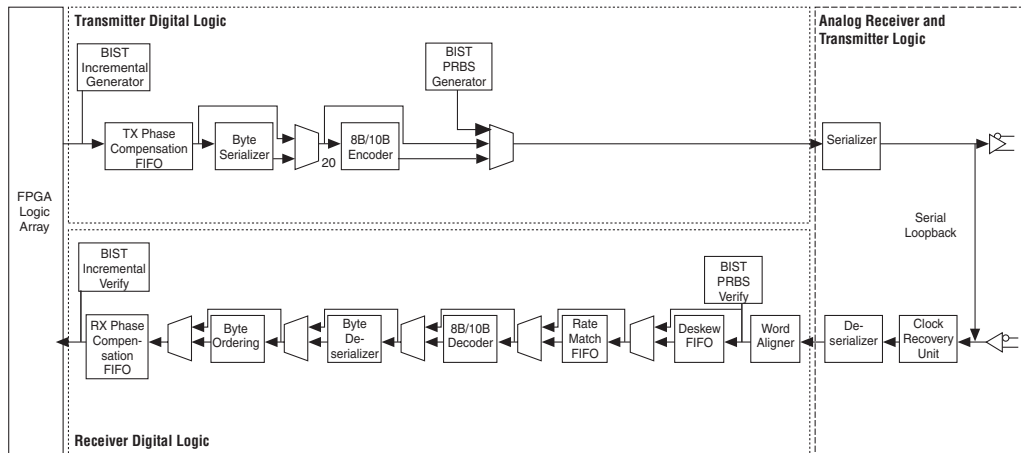 Transmitter Digital Logic
Analog Receiver and
Transmitter Logic
BIST
Incremental
Generator
BIST
PRBS
Generator
TX Phase
Compensation
FIFO
Byte
Serializer
20
8B/10B
Encoder
Serializer
FPGA
Logic
Array
Serial
Loopback
BIST
Incremental
Verify
BIST
PRBS
Verify
RX Phase
Compen-
sation
FIFO
Byte
Ordering
Byte
De-
serializer
8B/10B
Decoder
Rate
Match
FIFO
Deskew
FIFO
Word
Aligner
De-
serializer
Clock
Recovery
Unit
Receiver Digital Logic